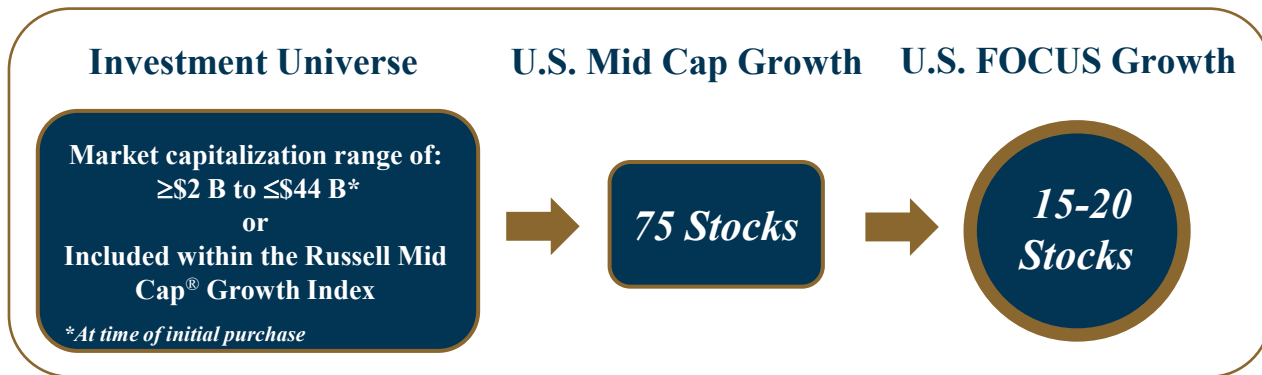 Investment Universe
U.S. Mid Cap Growth
U.S. FOCUS Growth
Market capitalization range of:
≥$2 B to ≤$44 B*
or
Included within the Russell Mid
Cap® Growth Index
*At time of initial purchase
75 Stocks
15-20
Stocks